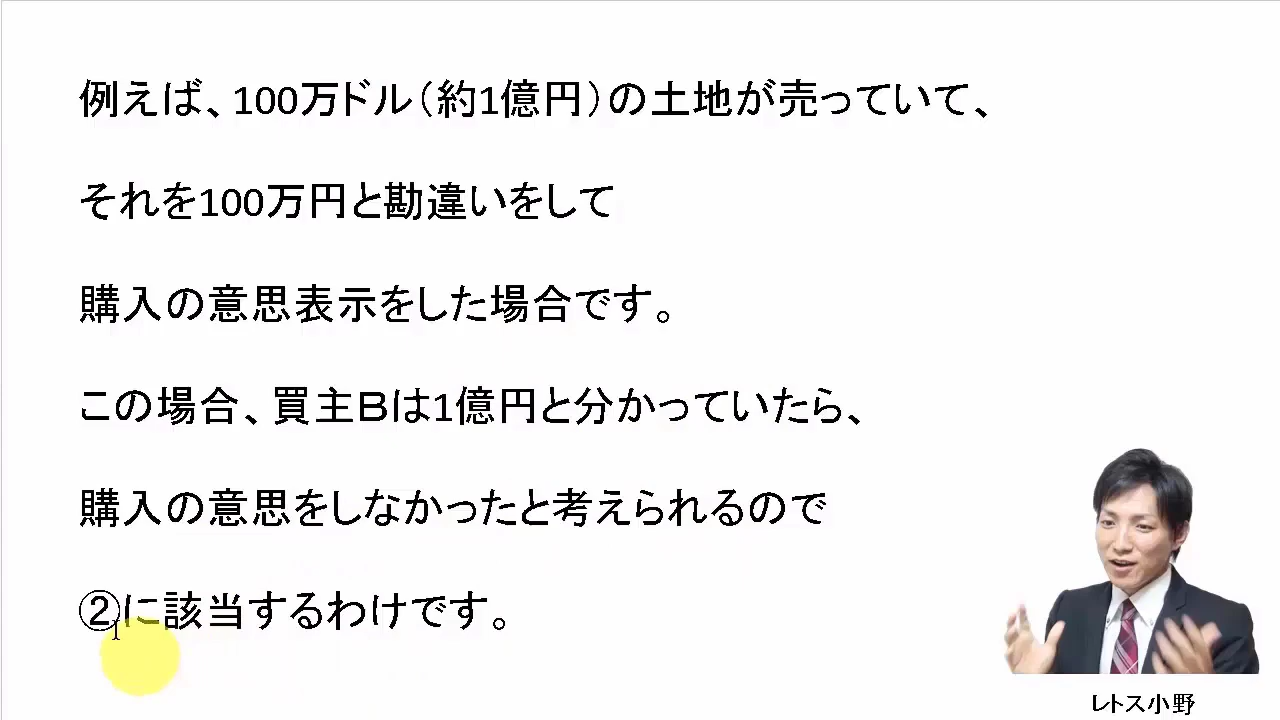 例えば、100万ドル（約1億円）の土地が売っていて、
それを100万円と勘違いをして
購入の意思表示をした場合です。
この場合、買主Ｂは1億円と分かっていたら、
購入の意思をしなかったと考えられるので
②に該当するわけです。
レトス小野